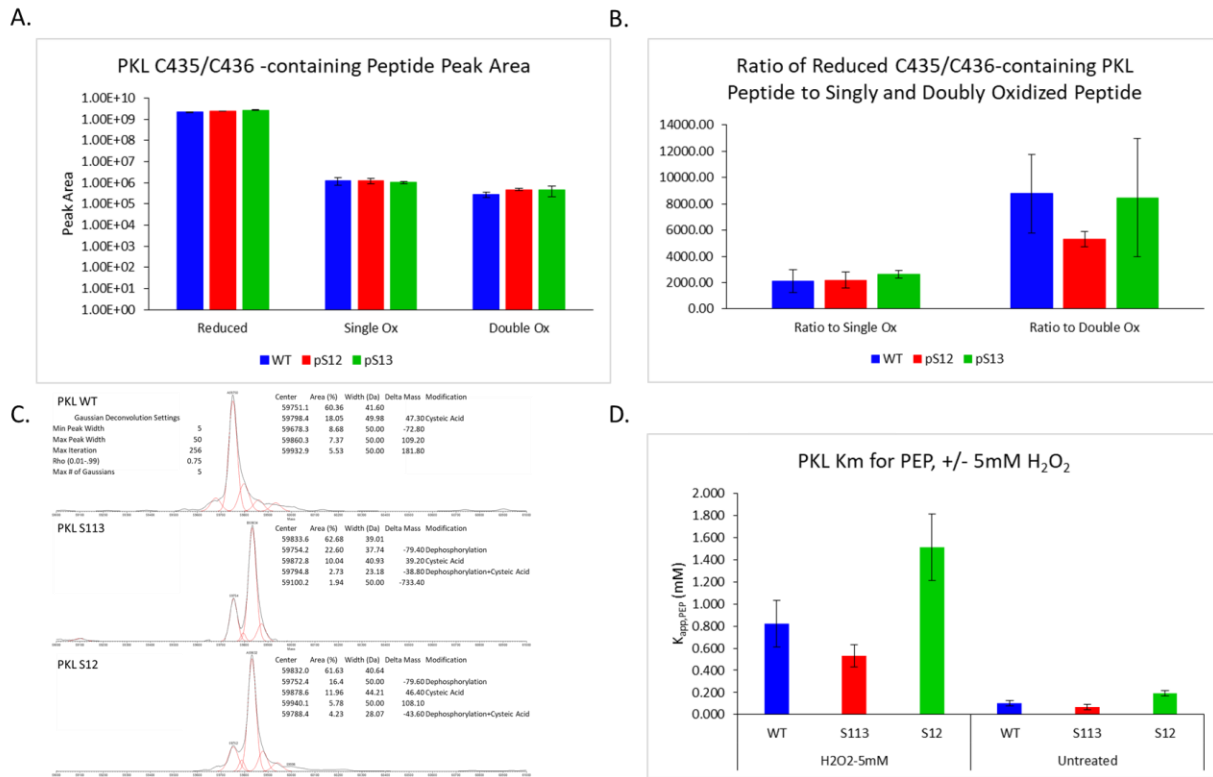 A.
PKL C435/C436 -containing Peptide Peak Area
1.00E+10
1.00E+09
1.00E+08
1.00E+07
1.00E+06
1.00E+05
1.00E+04
1.00E+03
1.00E+02
1.00E+01
1.00E+00
Peak Area
Reduced Single Ox Double Ox
WT pS12 pS13
B.
Ratio of Reduced C435/C436-containing PKL
Peptide to Singly and Doubly Oxidized Peptide
14000.00
12000.00
10000.00
8000.00
6000.00
4000.00
2000.00
0.00
Ratio to Single Ox Ratio to Double Ox
WT pS12 pS13
C.
PKL WT
Gaussian Deconvolution Settings
Min Peak Width 5
Max Peak Width 50
Max Iteration 256
Rho (0.01-.99) 0.75
Max # of Gaussians 5
Center Area (%) Width (Da) Delta Mass Modification
59751.1 60.36 41.60
59798.4 18.05 49.98 47.30 Cysteic Acid
59678.3 8.68 50.00 -72.80
59860.3 7.37 50.00 109.20
59932.9 5.53 50.00 181.80
PKL S113
Center Area (%) Width (Da) Delta Mass Modification
59833.6 62.68 39.01
59754.2 22.60 37.74 -79.40 Dephosphorylation
59872.8 10.04 40.93 39.20 Cysteic Acid
59794.8 2.73 23.18 -38.80 Dephosphorylation+Cysteic Acid
59100.2 1.94 50.00 -733.40
PKL S12
Center Area (%) Width (Da) Delta Mass Modification
59832.0 61.63 40.64
59752.4 16.4 50.00 -79.60 Dephosphorylation
59878.6 11.96 44.21 46.40 Cysteic Acid
59940.1 5.78 50.00 108.10
59788.4 4.23 28.07 -43.60 Dephosphorylation+Cysteic Acid
D.
PKL Km for PEP, +/- 5mM H₂O₂
2.000
1.800
1.600
1.400
1.200
1.000
0.800
0.600
0.400
0.200
0.000
Kapp,PEP (mM)
WT S113 S12 WT S113 S12
H2O2-5mM Untreated